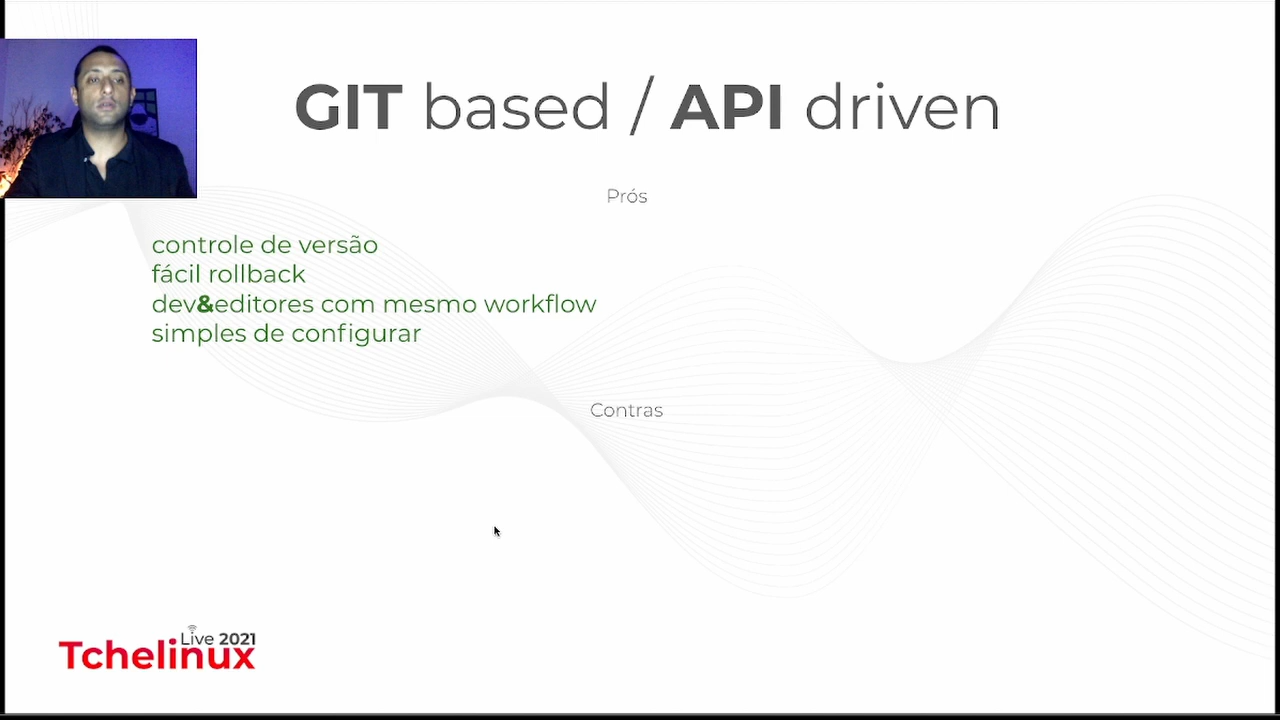 GIT based / API driven
Prós
controle de versão
fácil rollback
dev&editores com mesmo workflow
simples de configurar
Contras
Live 2021
Tchelinux